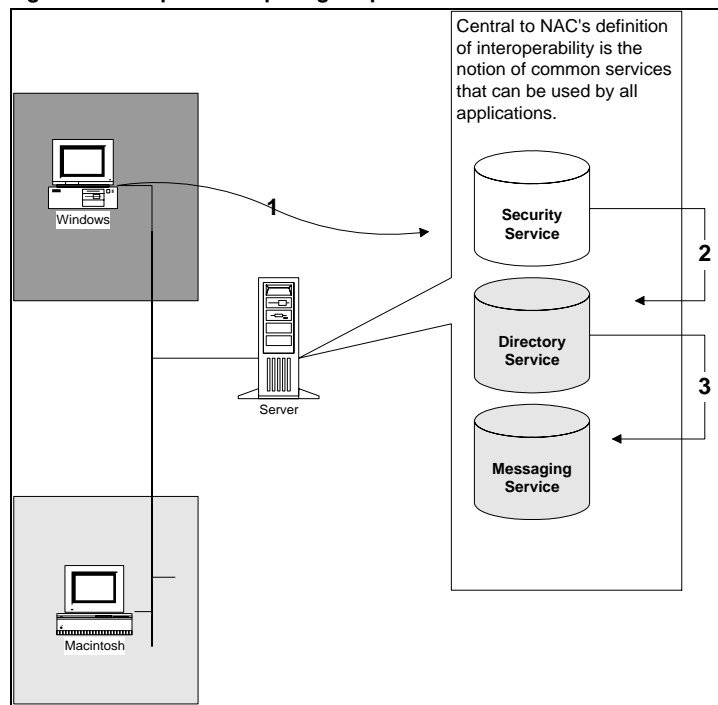 Central to NAC's definition
of interoperability is the
notion of common services
that can be used by all
applications.
Windows
1
Security
Service
2
Directory
Service
3
Server
Messaging
Service
Macintosh